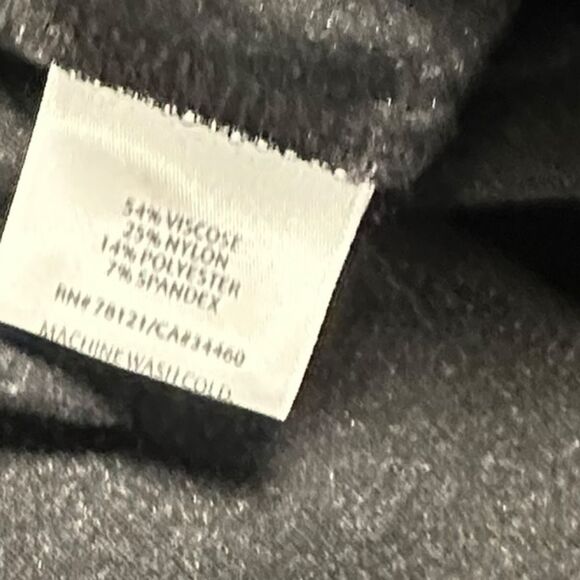 54% VISCOSE
25% NYLON
14% POLYESTER
7% SPANDEX
RN# 78121/CA#34460
MACHINE WASH COLD